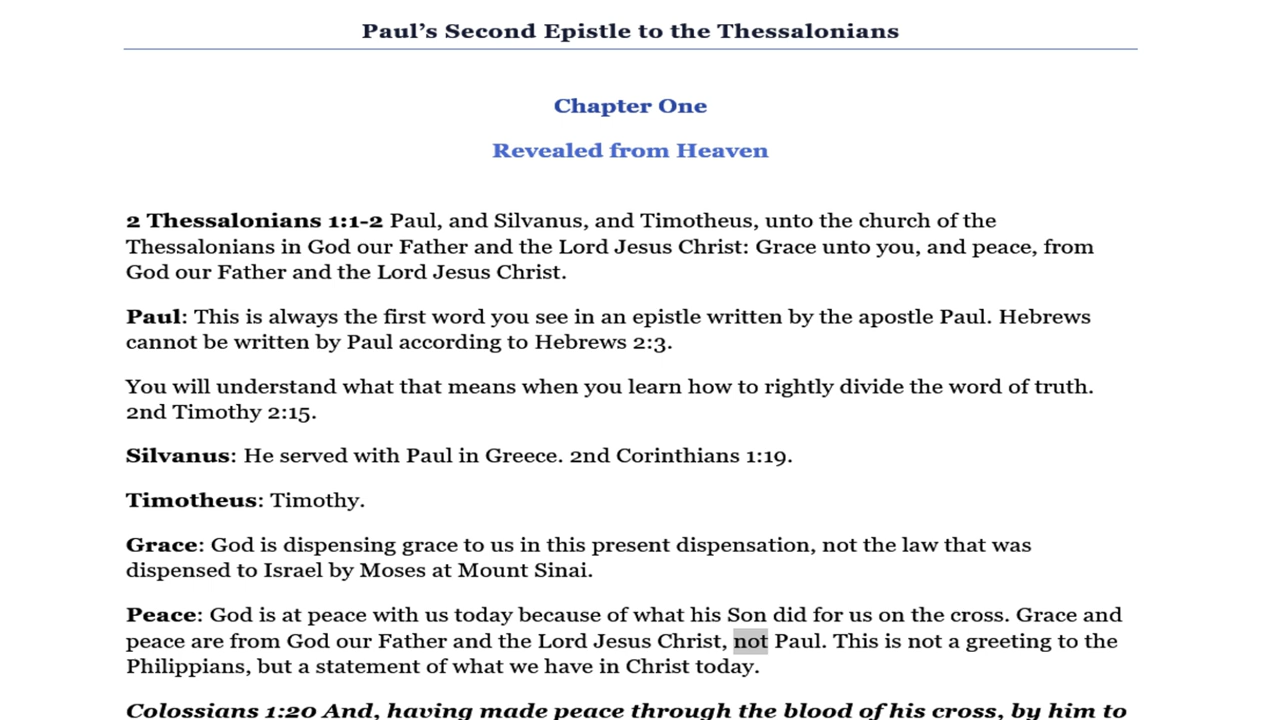 Paul’s Second Epistle to the Thessalonians
Chapter One
Revealed from Heaven
2 Thessalonians 1:1-2 Paul, and Silvanus, and Timotheus, unto the church of the
Thessalonians in God our Father and the Lord Jesus Christ: Grace unto you, and peace, from
God our Father and the Lord Jesus Christ.
Paul: This is always the first word you see in an epistle written by the apostle Paul. Hebrews
cannot be written by Paul according to Hebrews 2:3.
You will understand what that means when you learn how to rightly divide the word of truth.
2nd Timothy 2:15.
Silvanus: He served with Paul in Greece. 2nd Corinthians 1:19.
Timotheus: Timothy.
Grace: God is dispensing grace to us in this present dispensation, not the law that was
dispensed to Israel by Moses at Mount Sinai.
Peace: God is at peace with us today because of what his Son did for us on the cross. Grace and
peace are from God our Father and the Lord Jesus Christ, not Paul. This is not a greeting to the
Philippians, but a statement of what we have in Christ today.
Colossians 1:20 And, having made peace through the blood of his cross, by him to